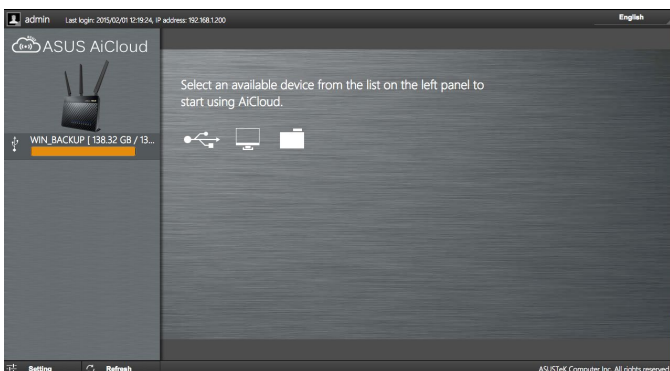 admin Last login: 2015/02/01 12:19:24, IP address: 192.168.1.200 English
ASUS AiCloud
Select an available device from the list on the left panel to
start using AiCloud.
WIN_BACKUP [ 138.32 GB / 13...
Setting Refresh ASUSTeK Computer Inc. All rights reserved